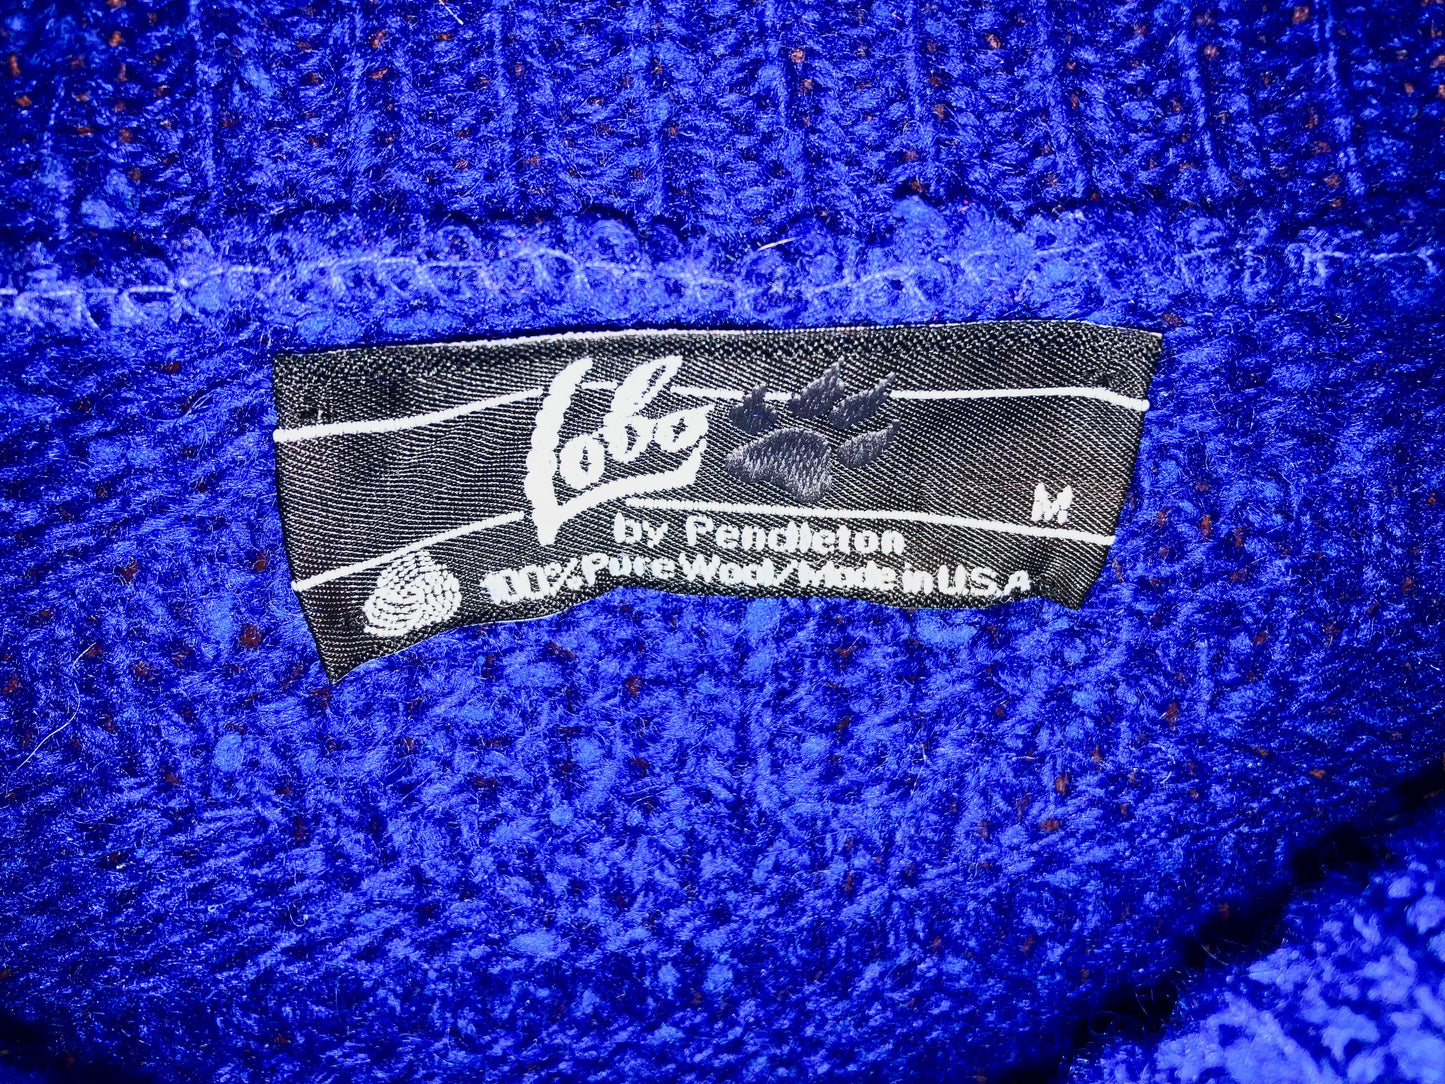 Lobo
M
by Pendleton
100% Pure Wool/Made in U.S.A